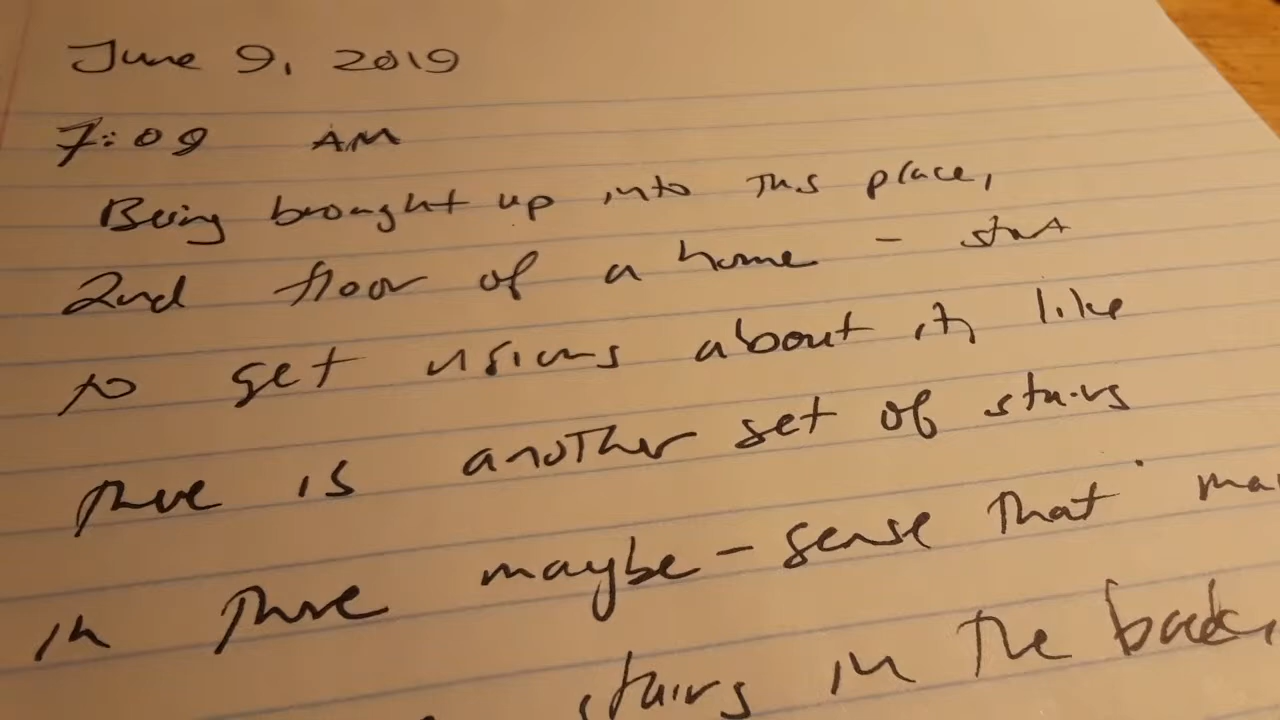 June 9, 2019
7:09 AM
Being brought up into this place,
2nd floor of a home – start
to get visions about it, like
there is another set of stairs
in there maybe – sense that
stairs in the back,